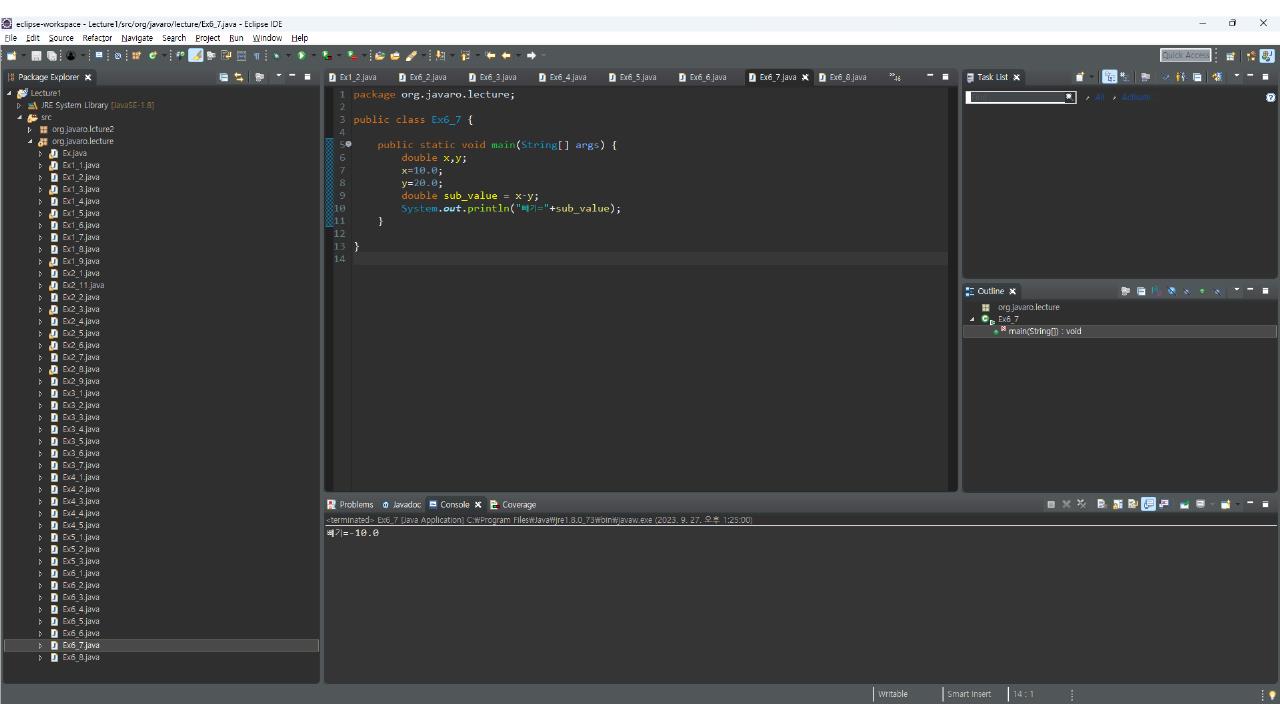 eclipse-workspace - Lecture1/src/org/javaro/lecture/Ex6_7.java - Eclipse IDE
File Edit Source Refactor Navigate Search Project Run Window Help
Quick Access
Package Explorer
Lecture1
JRE System Library [JavaSE-1.8]
src
org.javaro.lcture2
org.javaro.lecture
Ex.java
Ex1_1.java
Ex1_2.java
Ex1_3.java
Ex1_4.java
Ex1_5.java
Ex1_6.java
Ex1_7.java
Ex1_8.java
Ex1_9.java
Ex2_1.java
Ex2_11.java
Ex2_2.java
Ex2_3.java
Ex2_4.java
Ex2_5.java
Ex2_6.java
Ex2_7.java
Ex2_8.java
Ex2_9.java
Ex3_1.java
Ex3_2.java
Ex3_3.java
Ex3_4.java
Ex3_5.java
Ex3_6.java
Ex3_7.java
Ex4_1.java
Ex4_2.java
Ex4_3.java
Ex4_4.java
Ex4_5.java
Ex5_1.java
Ex5_2.java
Ex5_3.java
Ex6_1.java
Ex6_2.java
Ex6_3.java
Ex6_4.java
Ex6_5.java
Ex6_6.java
Ex6_7.java
Ex6_8.java
Ex1_2.java Ex6_2.java Ex6_3.java Ex6_4.java Ex6_5.java Ex6_6.java Ex6_7.java Ex6_8.java
1 package org.javaro.lecture;
2
3 public class Ex6_7 {
4
5 public static void main(String[] args) {
6 double x,y;
7 x=10.0;
8 y=20.0;
9 double sub_value = x-y;
10 System.out.println("빼기="+sub_value);
11 }
12
13 }
14
Task List
All Activate...
Outline
org.javaro.lecture
Ex6_7
main(String[]) : void
Problems Javadoc Console Coverage
<terminated> Ex6_7 [Java Application] C:₩Program Files₩Java₩jre1.8.0_73₩bin₩javaw.exe (2023. 9. 27. 오후 1:25:00)
빼기=-10.0
Writable Smart Insert 14 : 1